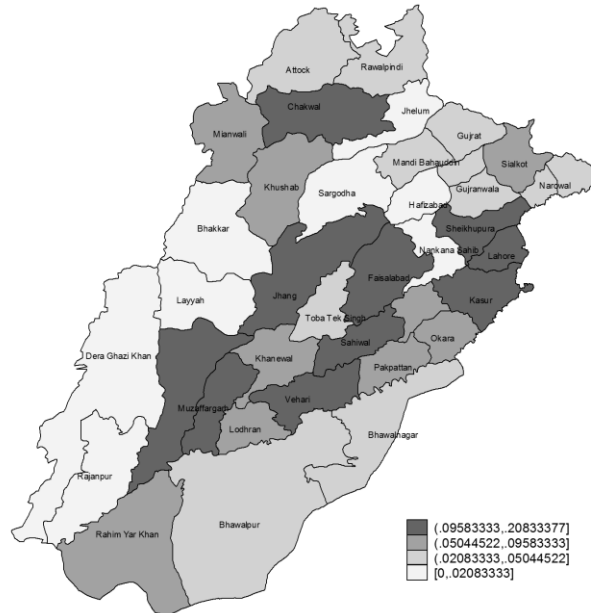 Attock
Rawalpindi
Chakwal
Jhelum
Mianwali
Gujrat
Mandi Bahauddin
Sialkot
Khushab
Sargodha
Gujranwala
Narowal
Hafizabad
Bhakkar
Sheikhupura
Nankana Sahib
Lahore
Faisalabad
Layyah
Jhang
Kasur
Toba Tek Singh
Dera Ghazi Khan
Sahiwal
Okara
Khanewal
Pakpattan
Vehari
Muzaffargarh
Lodhran
Bhawalnagar
Rajanpur
Bhawalpur
Rahim Yar Khan
(.09583333,.20833377]
(.05044522,.09583333]
(.02083333,.05044522]
[0,.02083333]